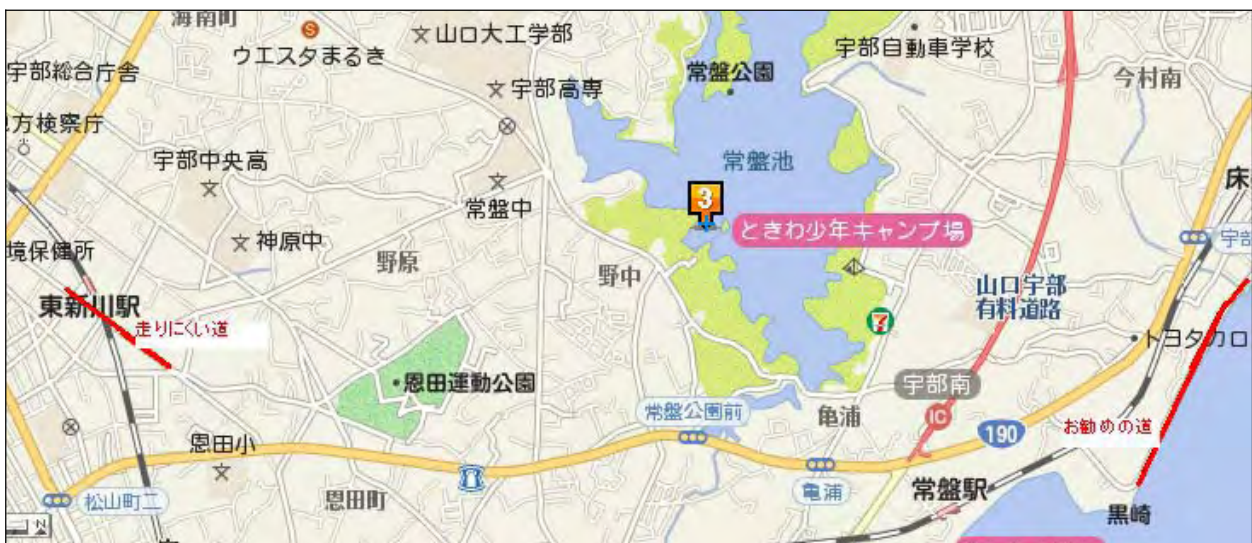 海南町
S
ウエスタまるき
山口大工学部
常盤公園
宇部自動車学校
今村南
宇部総合庁舎
宇部高専
方検察庁
宇部中央高
常盤池
常盤中
3
床
ときわ少年キャンプ場
宇部
境保健所
神原中
野原
野中
山口宇部
有料道路
東新川駅
走りにくい道
7
トヨタカロ
恩田運動公園
宇部南
IC
常盤公園前
亀浦
190
お勧めの道
恩田小
亀浦
常盤駅
松山町二
恩田町
黒崎